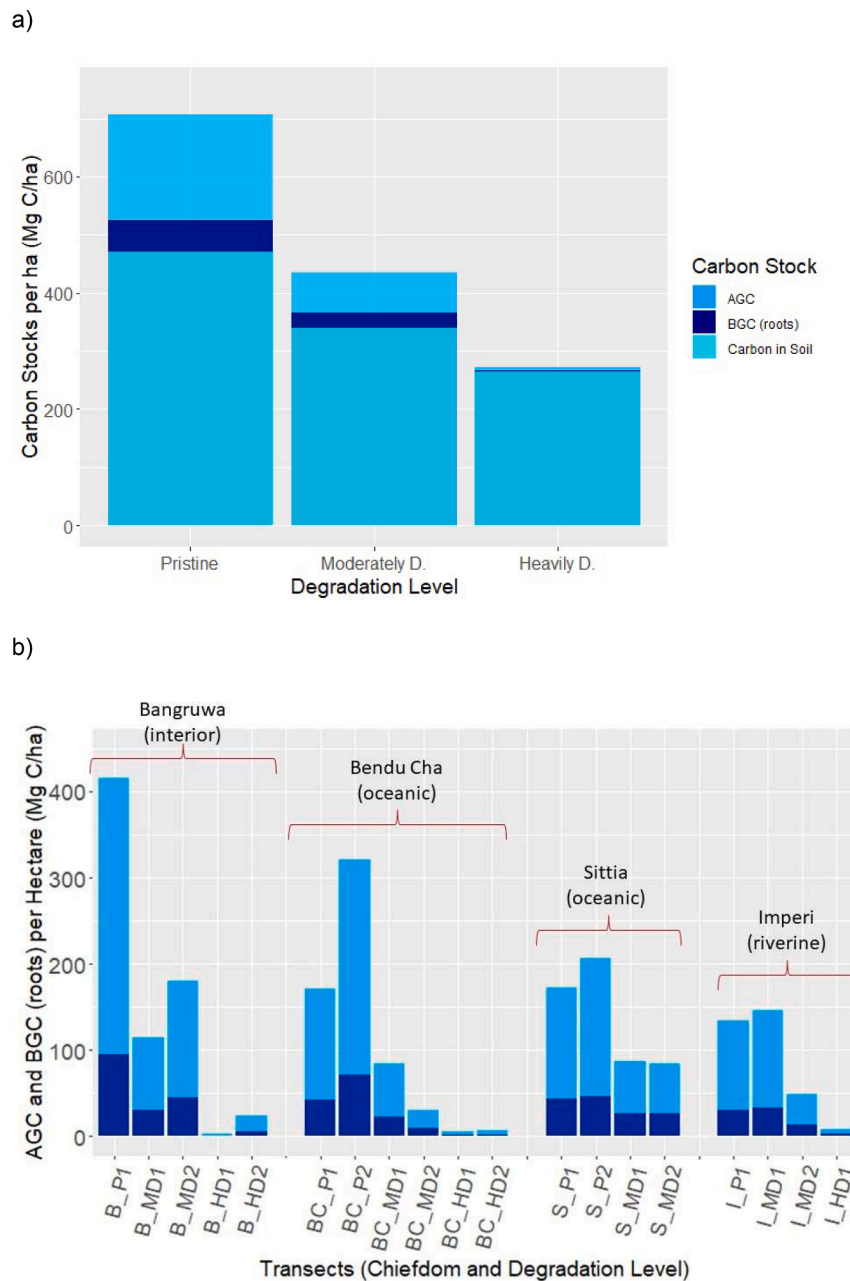 a)
Carbon Stocks per ha (Mg C/ha)
600
400
200
0
Pristine
Moderately D.
Heavily D.
Degradation Level
Carbon Stock
AGC
BGC (roots)
Carbon in Soil
b)
AGC and BGC (roots) per Hectare (Mg C/ha)
400
300
200
100
0
Bangruwa
(interior)
Bendu Cha
(oceanic)
Sittia
(oceanic)
Imperi
(riverine)
B_P1
B_MD1
B_MD2
B_HD1
B_HD2
BC_P1
BC_P2
BC_MD1
BC_MD2
BC_HD1
BC_HD2
S_P1
S_P2
S_MD1
S_MD2
I_P1
I_MD1
I_MD2
I_HD1
Transects (Chiefdom and Degradation Level)